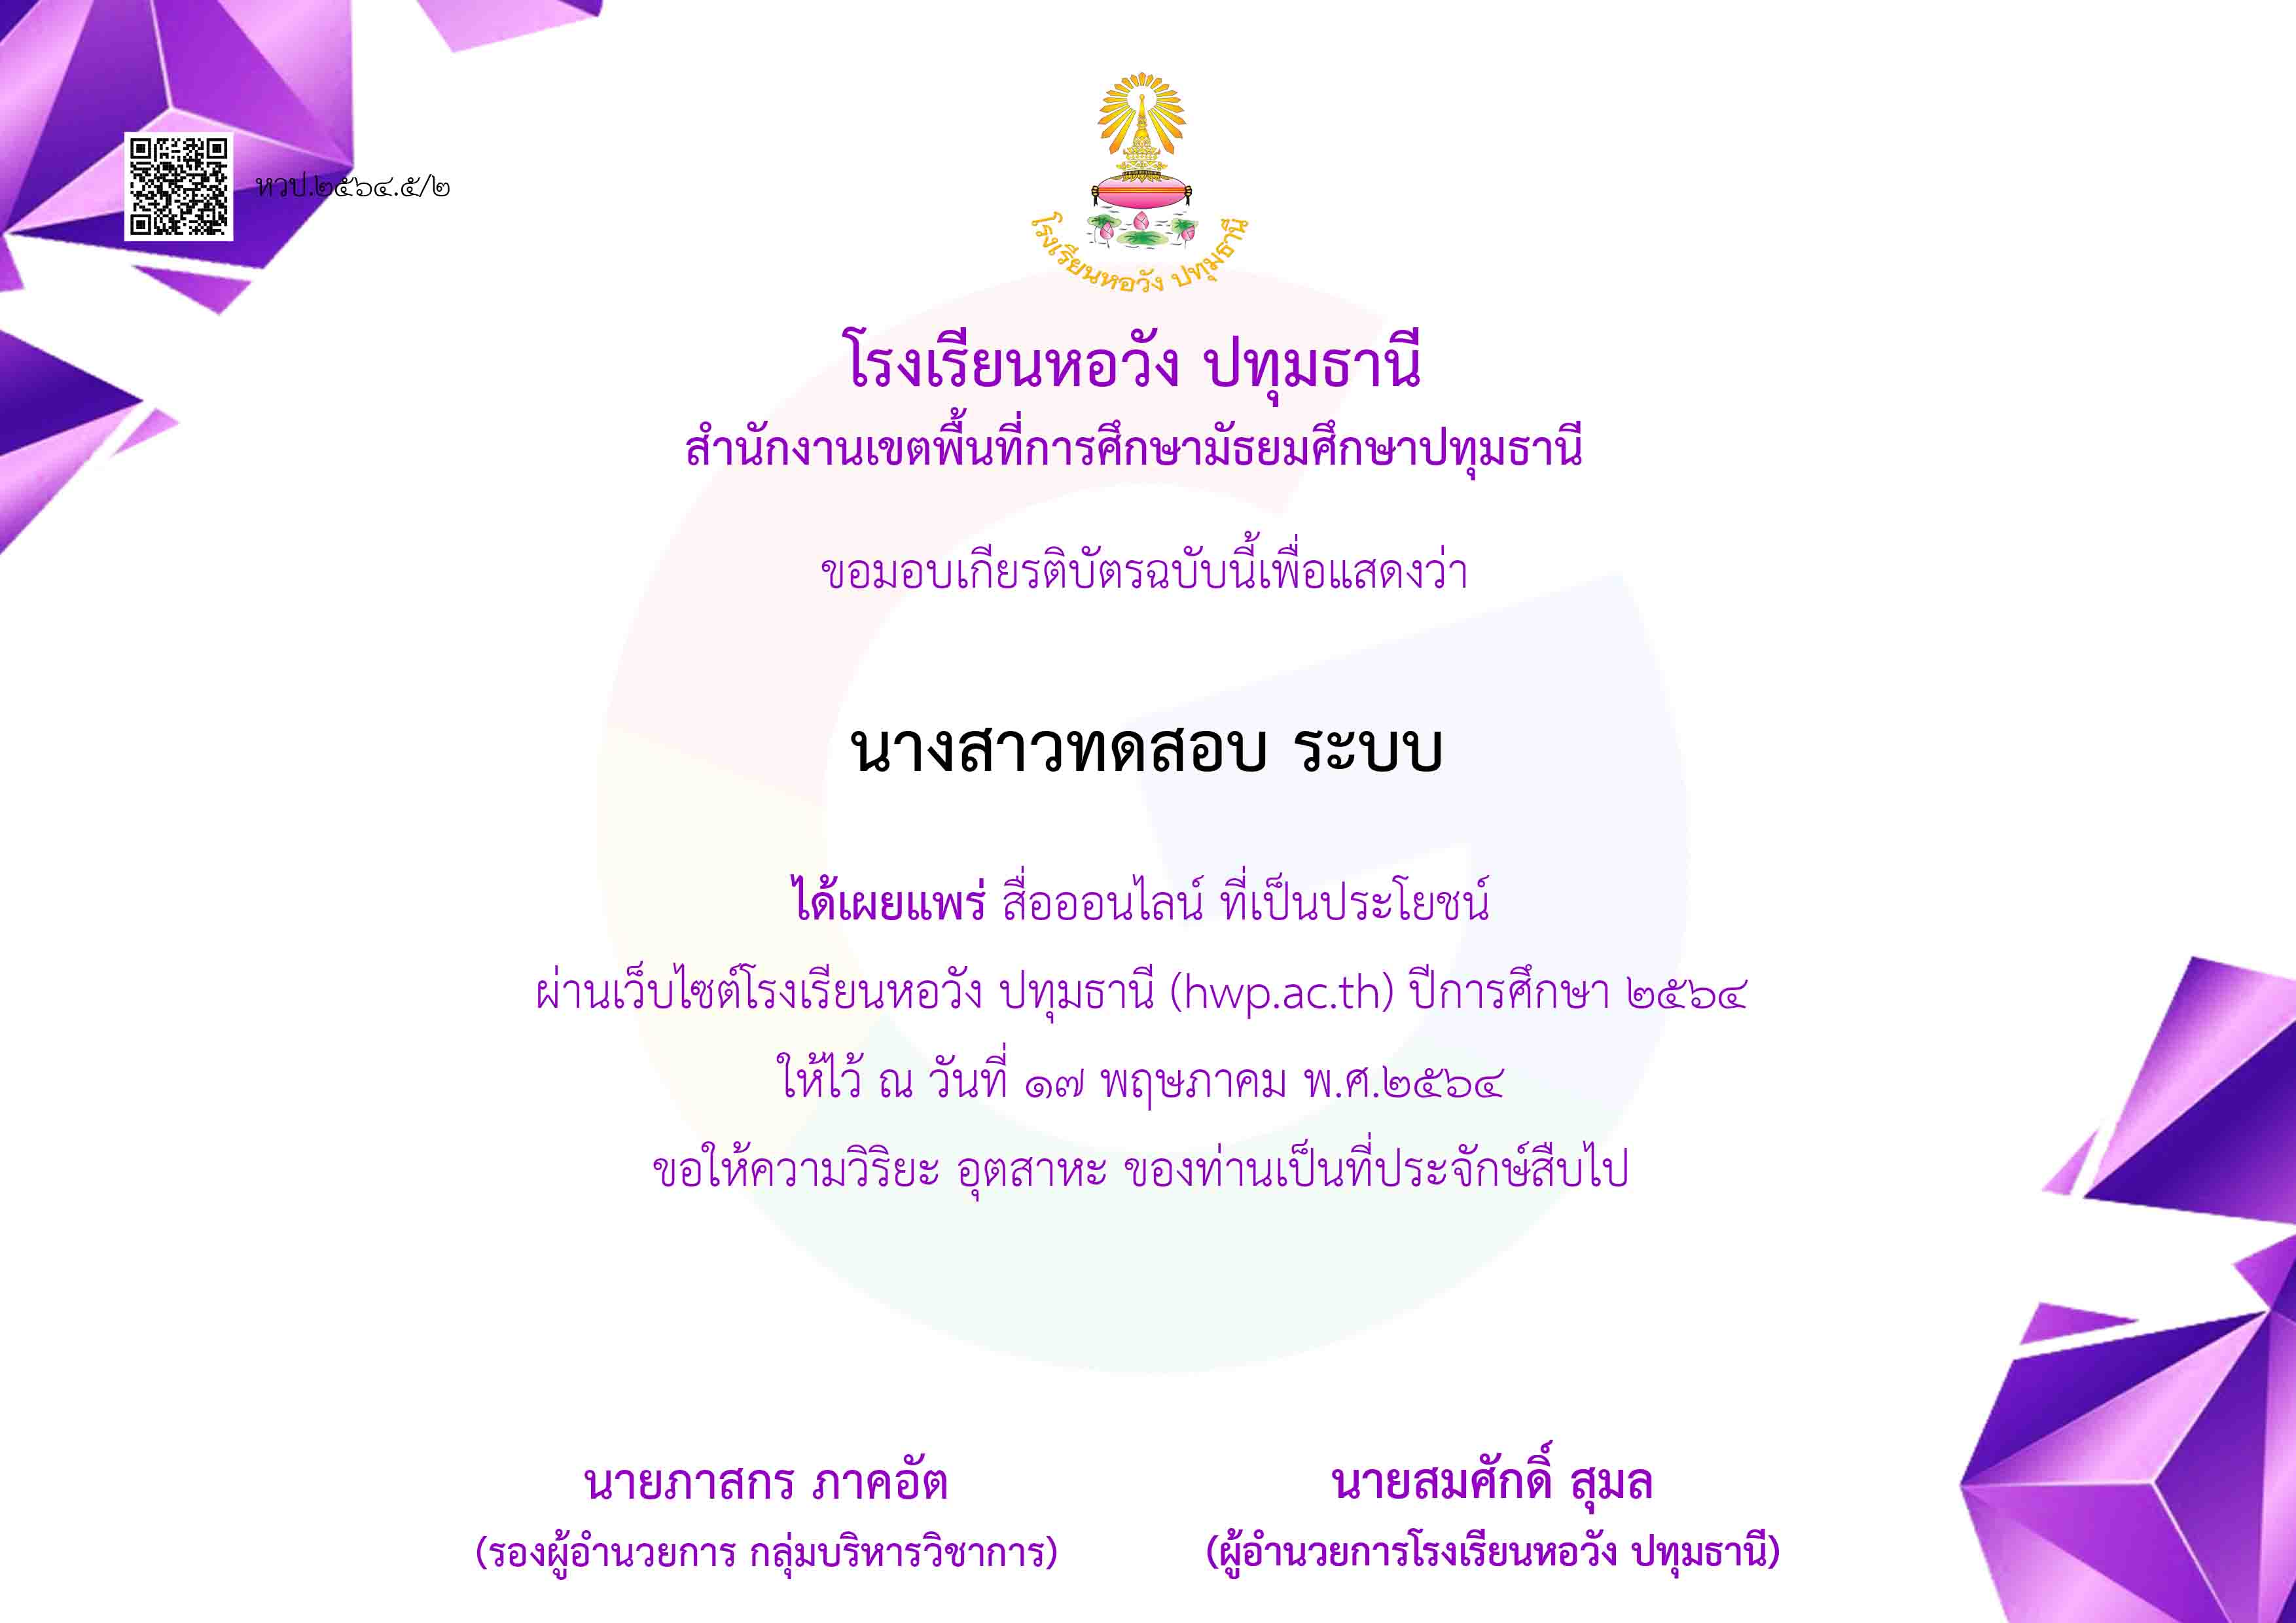 หวป.๒๕๖๔.๕/๒
โรงเรียนหอวัง ปทุมธานี
โรงเรียนหอวัง ปทุมธานี
สำนักงานเขตพื้นที่การศึกษามัธยมศึกษาปทุมธานี
ขอมอบเกียรติบัตรฉบับนี้เพื่อแสดงว่า
นางสาวทดสอบ ระบบ
ได้เผยแพร่ สื่อออนไลน์ ที่เป็นประโยชน์
ผ่านเว็บไซต์โรงเรียนหอวัง ปทุมธานี (hwp.ac.th) ปีการศึกษา ๒๕๖๔
ให้ไว้ ณ วันที่ ๑๗ พฤษภาคม พ.ศ.๒๕๖๔
ขอให้ความวิริยะ อุตสาหะ ของท่านเป็นที่ประจักษ์สืบไป
นายภาสกร ภาคอัต
(รองผู้อำนวยการ กลุ่มบริหารวิชาการ)
นายสมศักดิ์ สุมล
(ผู้อำนวยการโรงเรียนหอวัง ปทุมธานี)